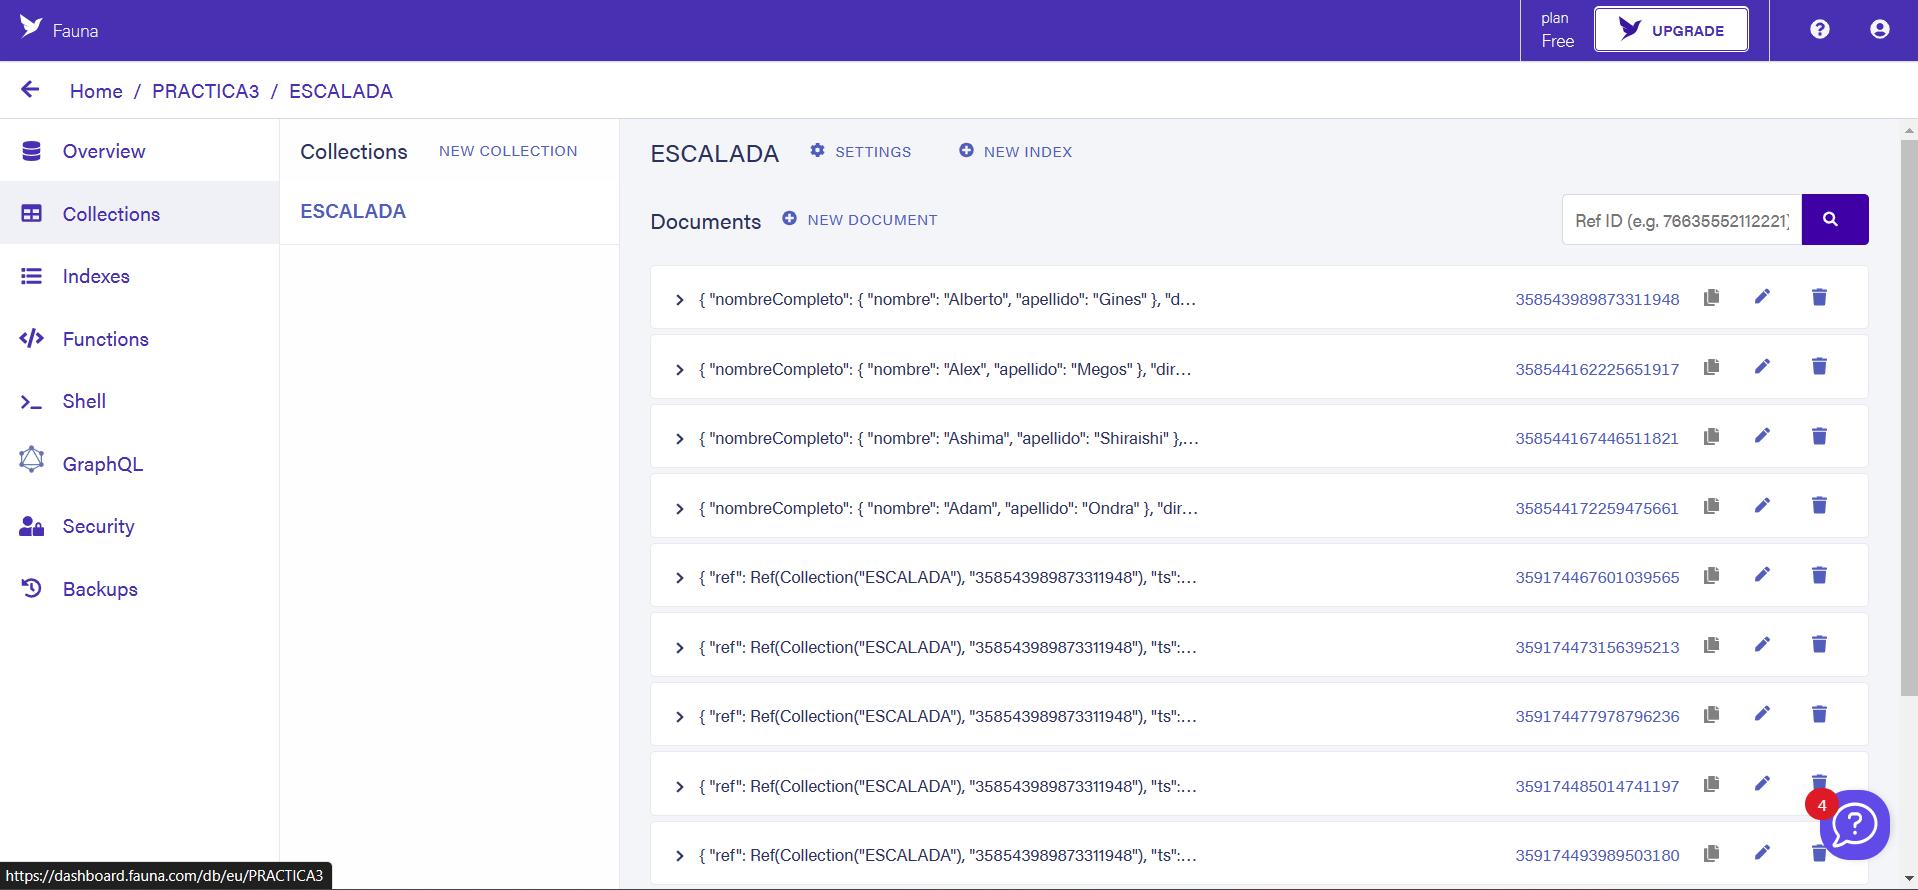 Fauna
plan
Free
UPGRADE
Home / PRACTICA3 / ESCALADA
Overview
Collections
Indexes
Functions
Shell
GraphQL
Security
Backups
Collections NEW COLLECTION
ESCALADA
ESCALADA SETTINGS NEW INDEX
Documents NEW DOCUMENT
Ref ID (e.g. 76635552112221)
{ "nombreCompleto": { "nombre": "Alberto", "apellido": "Gines" }, "d... 358543989873311948
{ "nombreCompleto": { "nombre": "Alex", "apellido": "Megos" }, "dir... 358544162225651917
{ "nombreCompleto": { "nombre": "Ashima", "apellido": "Shiraishi" },... 358544167446511821
{ "nombreCompleto": { "nombre": "Adam", "apellido": "Ondra" }, "dir... 358544172259475661
{ "ref": Ref(Collection("ESCALADA"), "358543989873311948"), "ts":... 359174467601039565
{ "ref": Ref(Collection("ESCALADA"), "358543989873311948"), "ts":... 359174473156395213
{ "ref": Ref(Collection("ESCALADA"), "358543989873311948"), "ts":... 359174477978796236
{ "ref": Ref(Collection("ESCALADA"), "358543989873311948"), "ts":... 359174485014741197
{ "ref": Ref(Collection("ESCALADA"), "358543989873311948"), "ts":... 359174493989503180
4
https://dashboard.fauna.com/db/eu/PRACTICA3